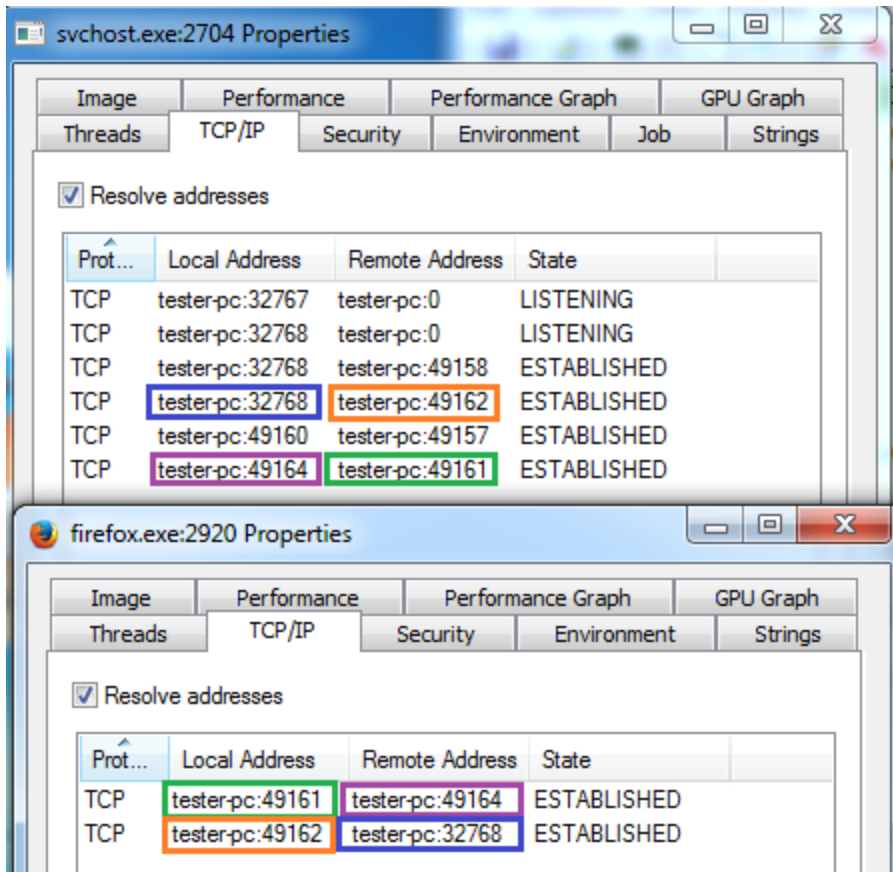 svchost.exe:2704 Properties
Image Performance Performance Graph GPU Graph
Threads TCP/IP Security Environment Job Strings
Resolve addresses
Prot... Local Address Remote Address State
TCP tester-pc:32767 tester-pc:0 LISTENING
TCP tester-pc:32768 tester-pc:0 LISTENING
TCP tester-pc:32768 tester-pc:49158 ESTABLISHED
TCP tester-pc:32768 tester-pc:49162 ESTABLISHED
TCP tester-pc:49160 tester-pc:49157 ESTABLISHED
TCP tester-pc:49164 tester-pc:49161 ESTABLISHED
firefox.exe:2920 Properties
Image Performance Performance Graph GPU Graph
Threads TCP/IP Security Environment Strings
Resolve addresses
Prot... Local Address Remote Address State
TCP tester-pc:49161 tester-pc:49164 ESTABLISHED
TCP tester-pc:49162 tester-pc:32768 ESTABLISHED